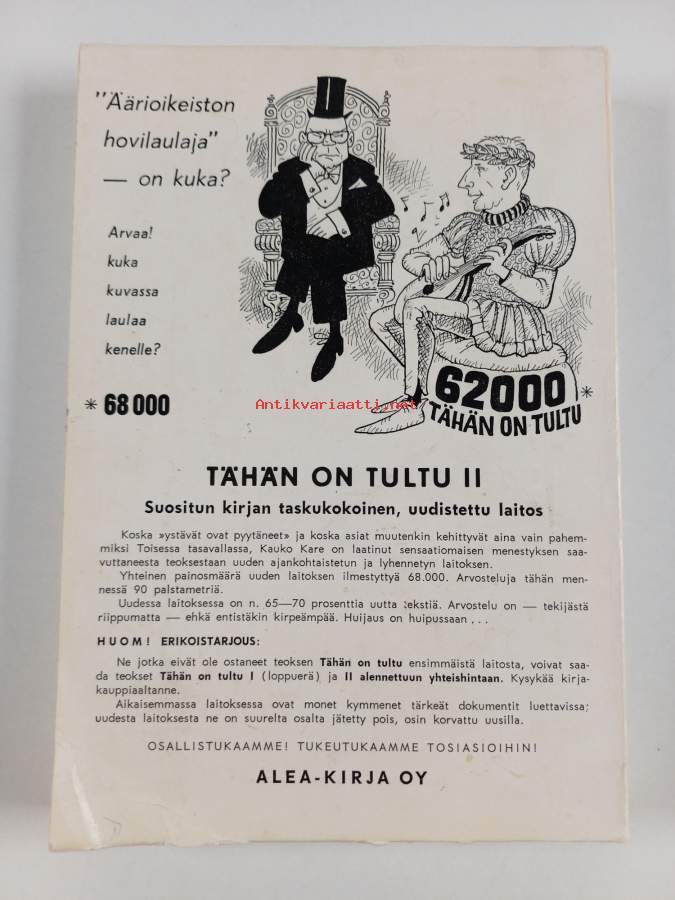 "Äärioikeiston
hovilaulaja"
— on kuka?
Arvaa!
kuka
kuvassa
laulaa
kenelle?
* 68 000
62000 *
TÄHÄN ON TULTU
Antikvariaatti.net
TÄHÄN ON TULTU II
Suositun kirjan taskukokoinen, uudistettu laitos
Koska »ystävät ovat pyytäneet» ja koska asiat muutenkin kehittyvät aina vain pahem-
miksi Toisessa tasavallassa, Kauko Kare on laatinut sensaatiomaisen menestyksen saa-
vuttaneesta teoksestaan uuden ajankohtaistetun ja lyhennetyn laitoksen.
Yhteinen painosmäärä uuden laitoksen ilmestyttyä 68.000. Arvosteluja tähän men-
nessä 90 palstametriä.
Uudessa laitoksessa on n. 65—70 prosenttia uutta tekstiä. Arvostelu on — tekijästä
riippumatta — ehkä entistäkin kirpeämpää. Huijaus on huipussaan . . .
HUOM! ERIKOISTARJOUS:
Ne jotka eivät ole ostaneet teoksen Tähän on tultu ensimmäistä laitosta, voivat saa-
da teokset Tähän on tultu I (loppuerä) ja II alennettuun yhteishintaan. Kysykää kirja-
kauppiaaltanne.
Aikaisemmassa laitoksessa ovat monet kymmenet tärkeät dokumentit luettavissa;
uudesta laitoksesta ne on suurelta osalta jätetty pois, osin korvattu uusilla.
OSALLISTUKAAMME! TUKEUTUKAAMME TOSIASIOIHIN!
ALEA-KIRJA OY